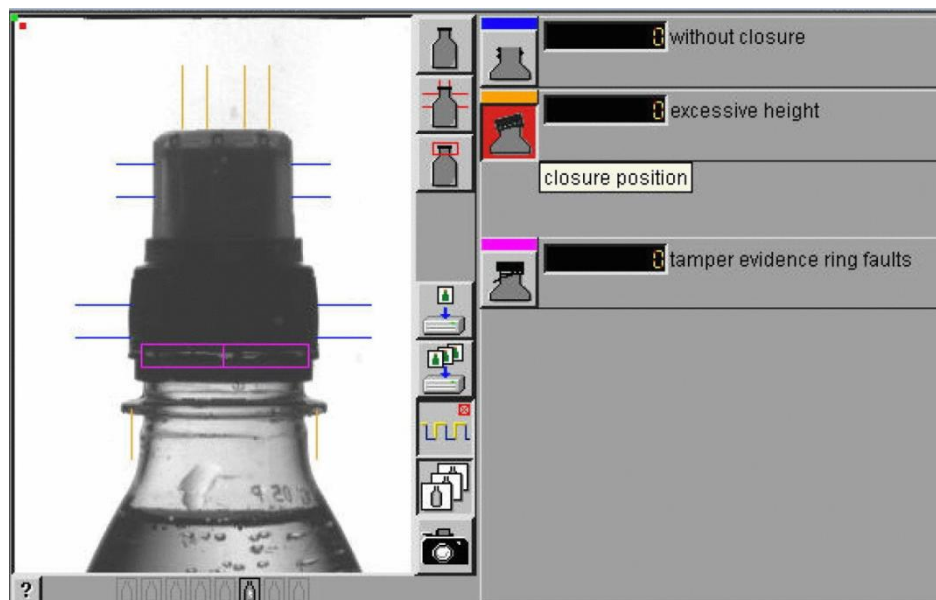 0 without closure
0 excessive height
closure position
0 tamper evidence ring faults
?